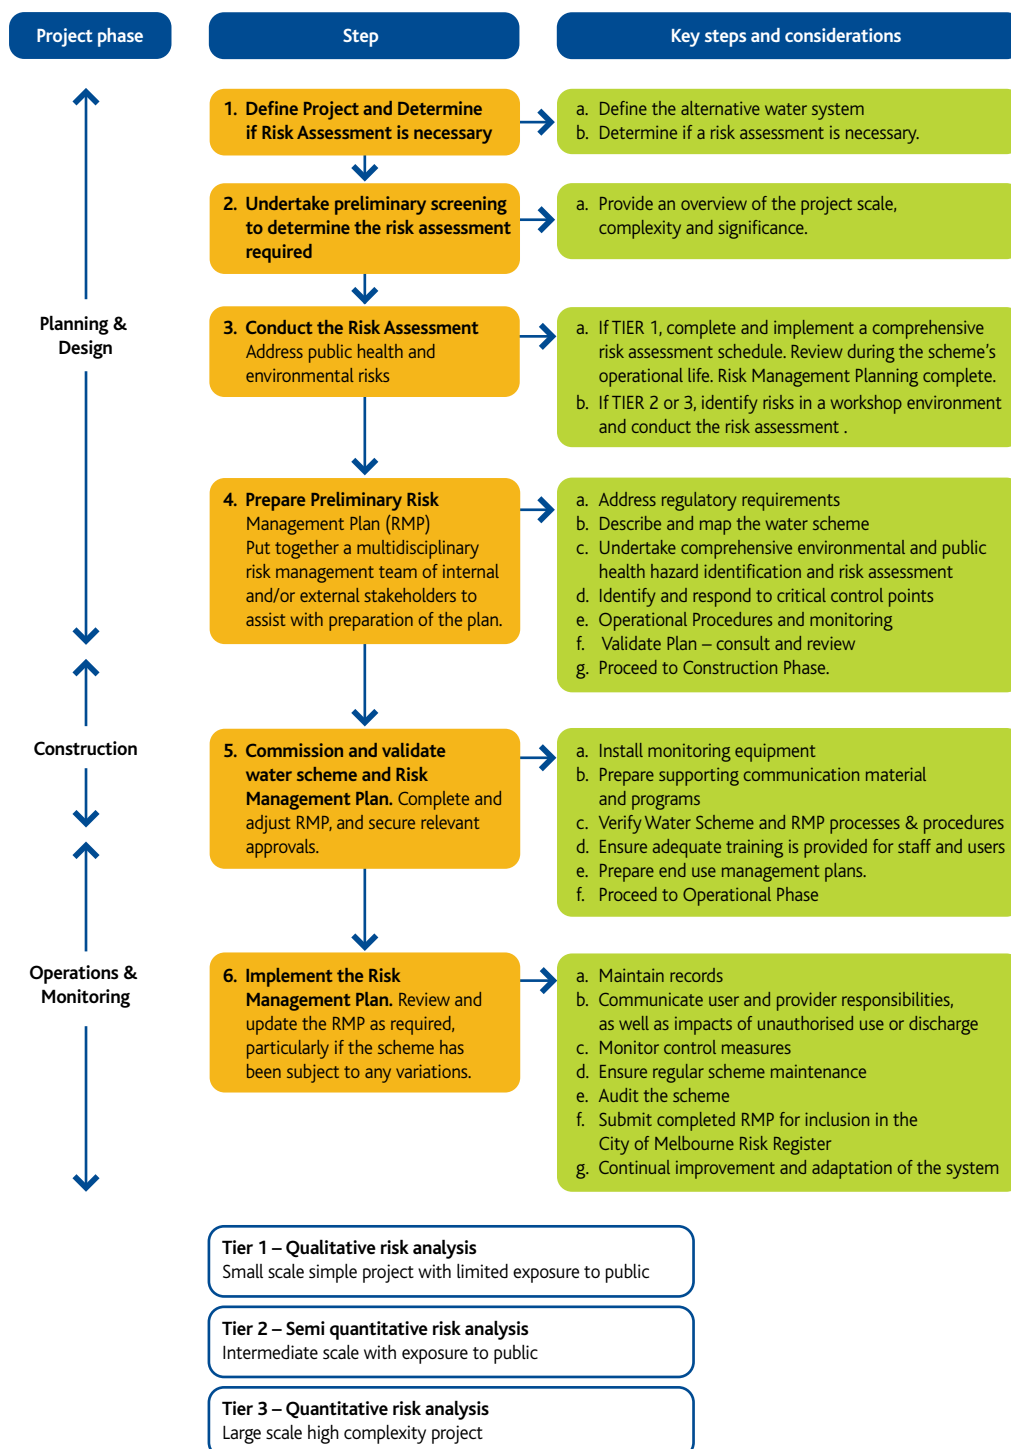 Project phase
Step
Key steps and considerations
Planning &
Design
1. Define Project and Determine
if Risk Assessment is necessary
a. Define the alternative water system
b. Determine if a risk assessment is necessary.
2. Undertake preliminary screening
to determine the risk assessment
required
a. Provide an overview of the project scale,
complexity and significance.
3. Conduct the Risk Assessment
Address public health and
environmental risks
a. If TIER 1, complete and implement a comprehensive
risk assessment schedule. Review during the scheme's
operational life. Risk Management Planning complete.
b. If TIER 2 or 3, identify risks in a workshop environment
and conduct the risk assessment .
4. Prepare Preliminary Risk
Management Plan (RMP)
Put together a multidisciplinary
risk management team of internal
and/or external stakeholders to
assist with preparation of the plan.
a. Address regulatory requirements
b. Describe and map the water scheme
c. Undertake comprehensive environmental and public
health hazard identification and risk assessment
d. Identify and respond to critical control points
e. Operational Procedures and monitoring
f. Validate Plan – consult and review
g. Proceed to Construction Phase.
Construction
5. Commission and validate
water scheme and Risk
Management Plan. Complete and
adjust RMP, and secure relevant
approvals.
a. Install monitoring equipment
b. Prepare supporting communication material
and programs
c. Verify Water Scheme and RMP processes & procedures
d. Ensure adequate training is provided for staff and users
e. Prepare end use management plans.
f. Proceed to Operational Phase
Operations &
Monitoring
6. Implement the Risk
Management Plan. Review and
update the RMP as required,
particularly if the scheme has
been subject to any variations.
a. Maintain records
b. Communicate user and provider responsibilities,
as well as impacts of unauthorised use or discharge
c. Monitor control measures
d. Ensure regular scheme maintenance
e. Audit the scheme
f. Submit completed RMP for inclusion in the
City of Melbourne Risk Register
g. Continual improvement and adaptation of the system
Tier 1 – Qualitative risk analysis
Small scale simple project with limited exposure to public
Tier 2 – Semi quantitative risk analysis
Intermediate scale with exposure to public
Tier 3 – Quantitative risk analysis
Large scale high complexity project